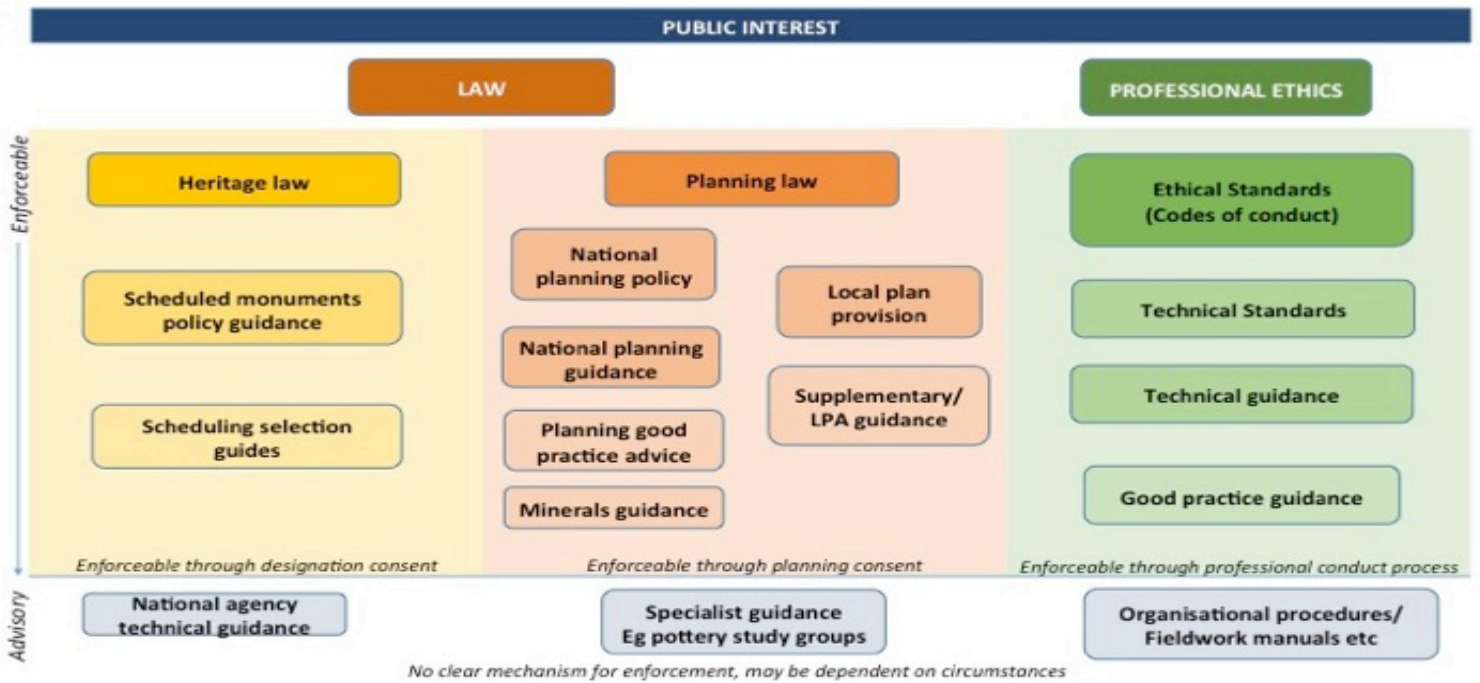 PUBLIC INTEREST
LAW
PROFESSIONAL ETHICS
Enforceable
Heritage law
Scheduled monuments
policy guidance
Scheduling selection
guides
Enforceable through designation consent
Planning law
National
planning policy
National planning
guidance
Planning good
practice advice
Minerals guidance
Local plan
provision
Supplementary/
LPA guidance
Enforceable through planning consent
Ethical Standards
(Codes of conduct)
Technical Standards
Technical guidance
Good practice guidance
Enforceable through professional conduct process
Advisory
National agency
technical guidance
Specialist guidance
Eg pottery study groups
Organisational procedures/
Fieldwork manuals etc
No clear mechanism for enforcement, may be dependent on circumstances